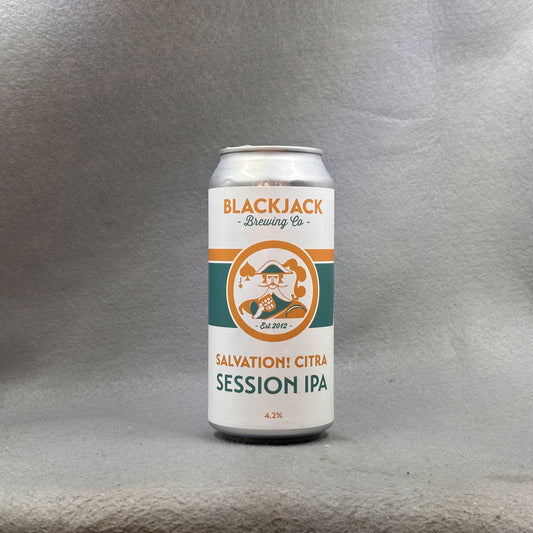 BLACKJACK
- Brewing Co -
J
- Est 2012 -
SALVATION! CITRA
SESSION IPA
4.2%